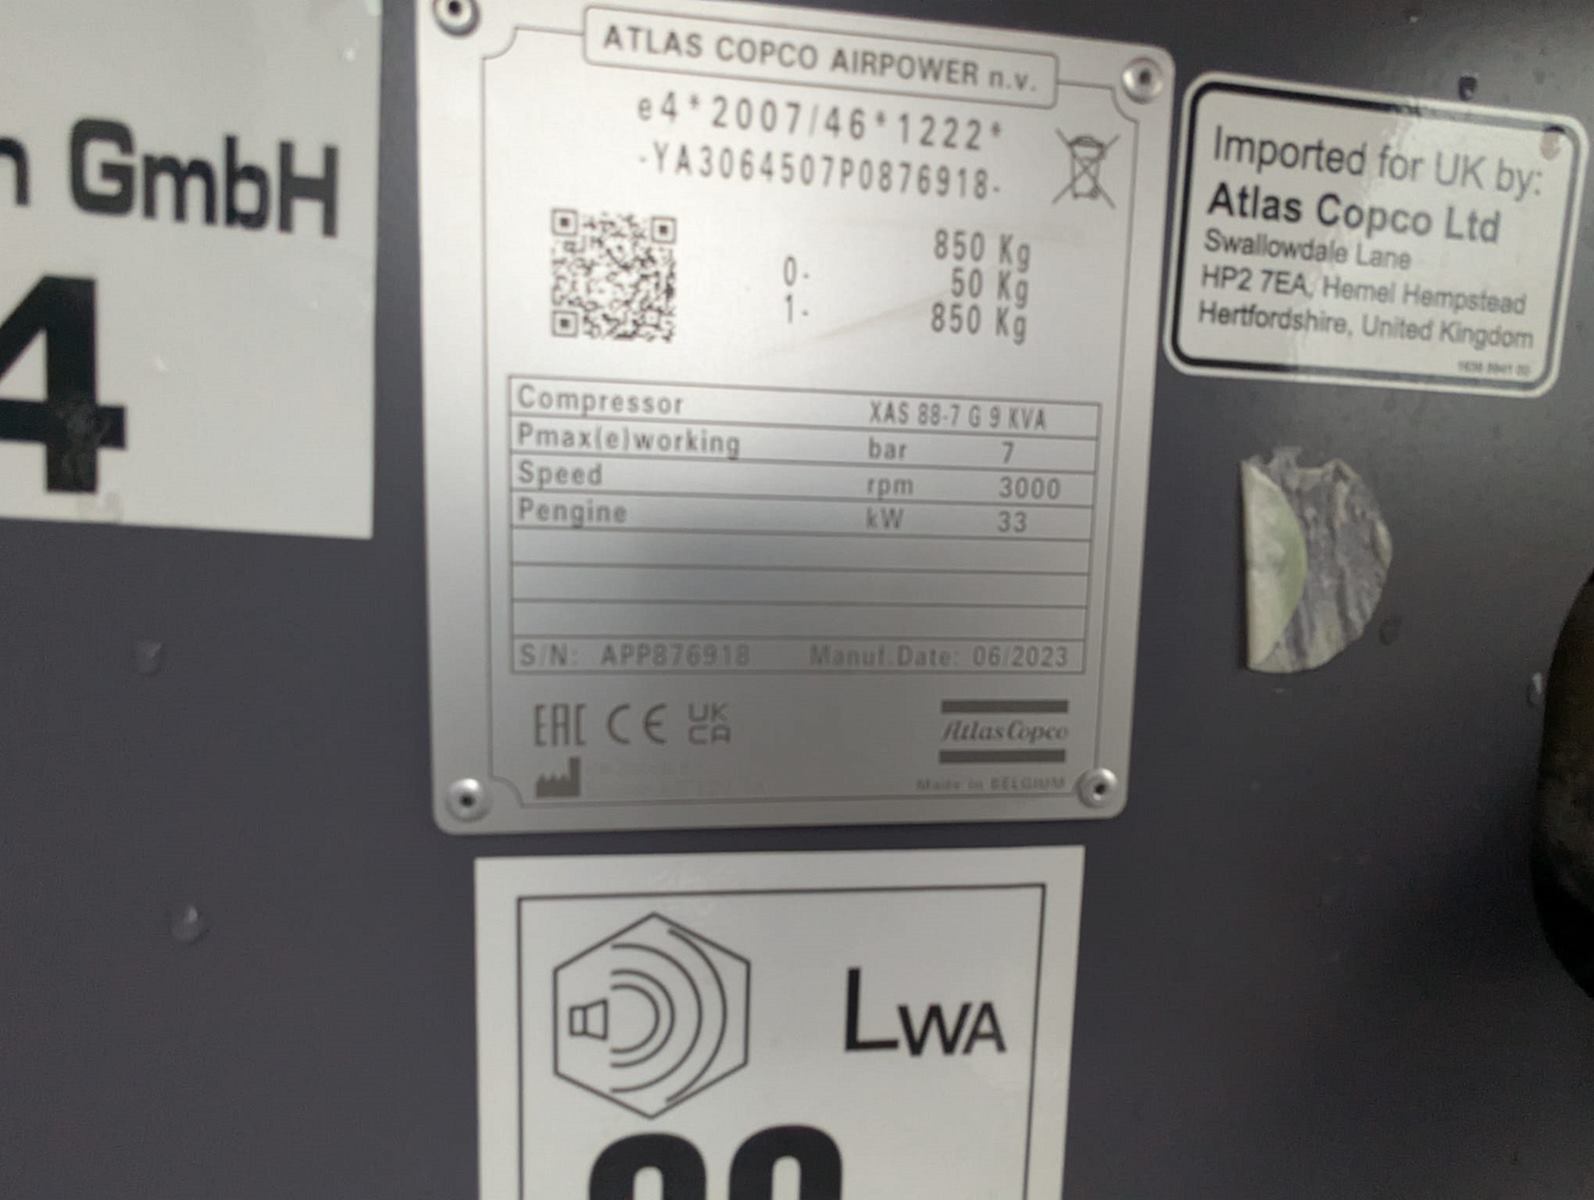 GmbH
4
ATLAS COPCO AIRPOWER n.v.
e4*2007/46*1222*
-YA3064507P0876918-
850 Kg
0- 50 Kg
1- 850 Kg
Compressor XAS 88-7 G 9 KVA
Pmax(e)working bar 7
Speed rpm 3000
Pengine kW 33
S/N: APP876918 Manuf.Date: 06/2023
EAC CE UK CA
AtlasCopco
Made in BELGIUM
Imported for UK by:
Atlas Copco Ltd
Swallowdale Lane
HP2 7EA, Hemel Hempstead
Hertfordshire, United Kingdom
LWA